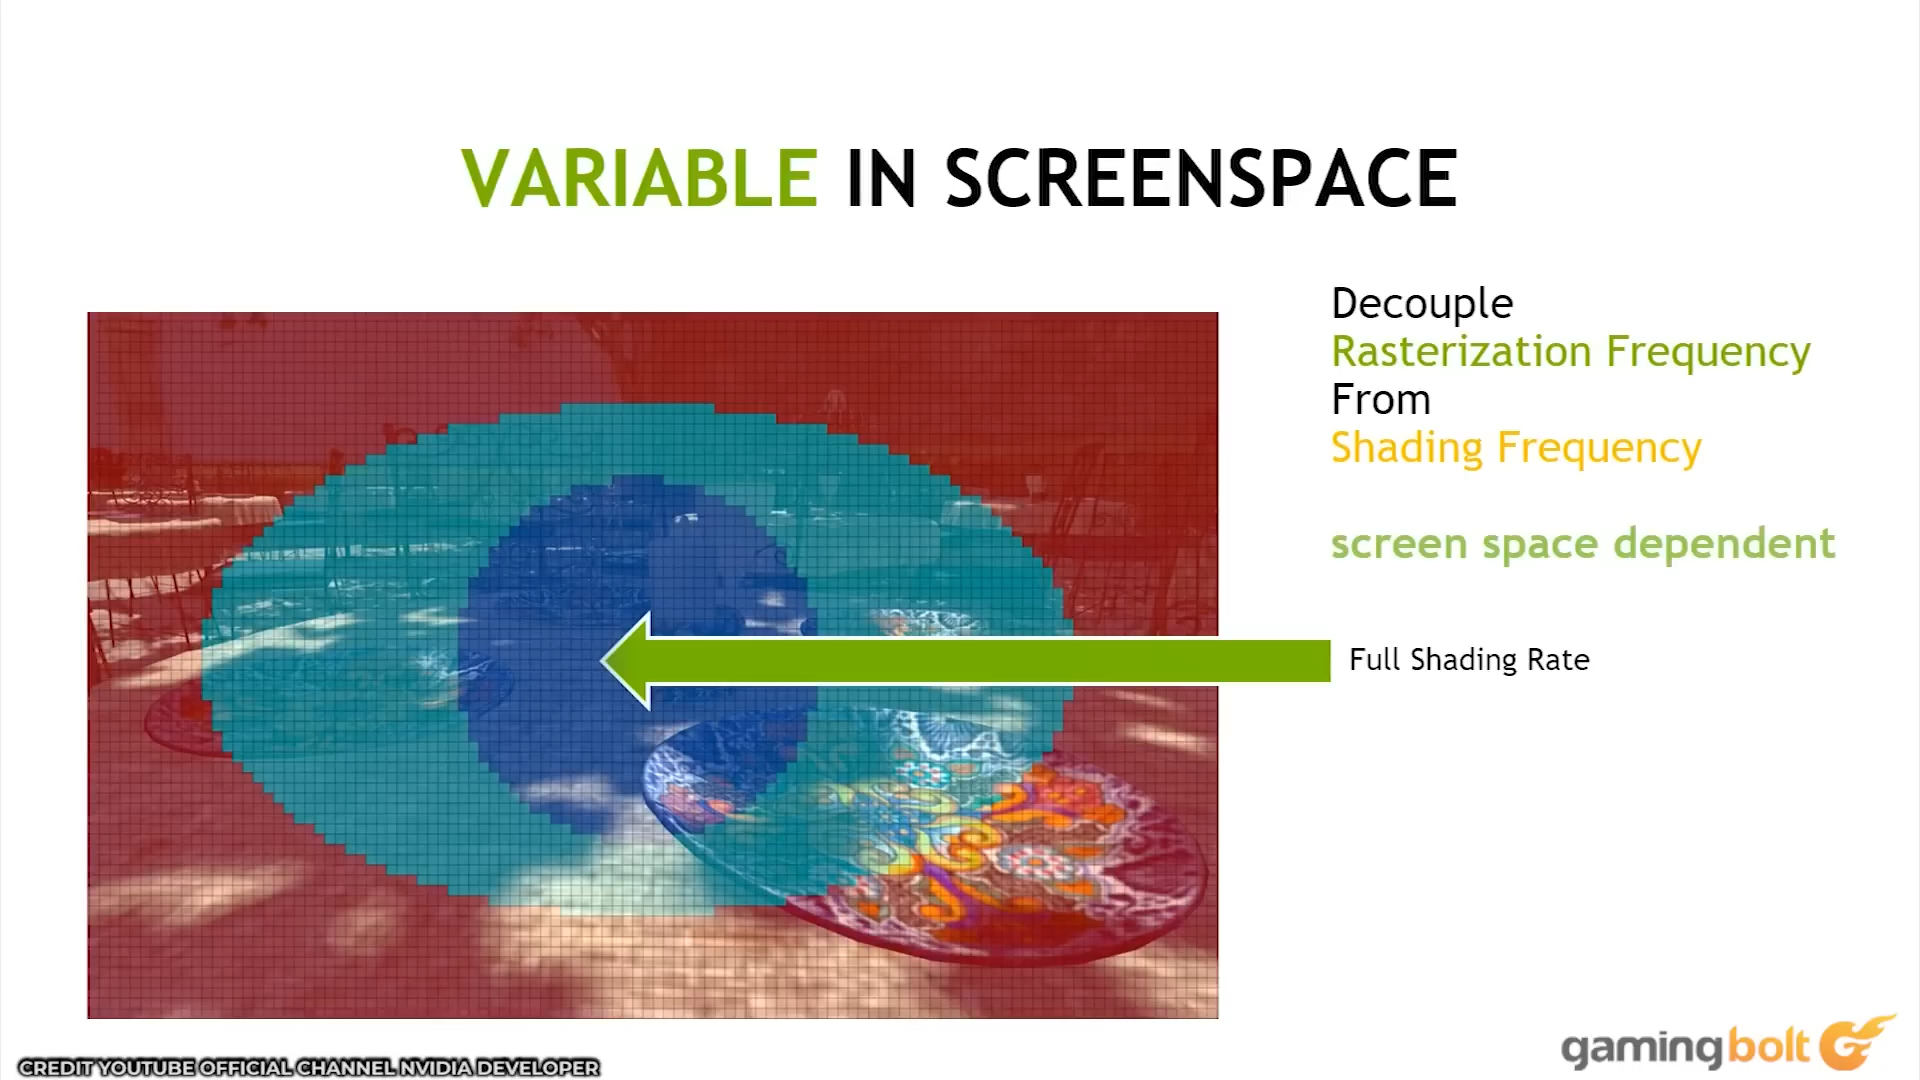 VARIABLE IN SCREENSPACE
Decouple
Rasterization Frequency
From
Shading Frequency
screen space dependent
Full Shading Rate
CREDIT YOUTUBE OFFICIAL CHANNEL NVIDIA DEVELOPER
gamingbolt